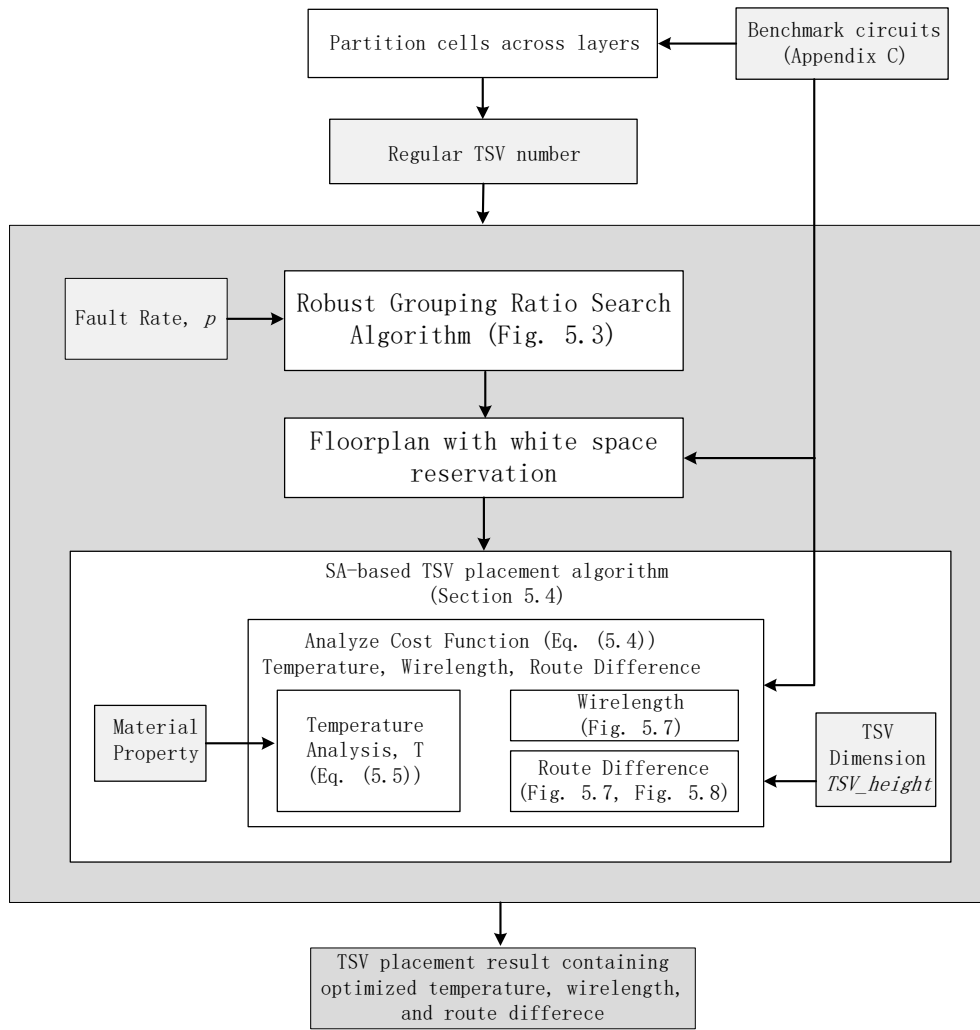 Partition cells across layers
Benchmark circuits
(Appendix C)
Regular TSV number
Fault Rate, p
Robust Grouping Ratio Search
Algorithm (Fig. 5.3)
Floorplan with white space
reservation
SA-based TSV placement algorithm
(Section 5.4)
Analyze Cost Function (Eq. (5.4))
Temperature, Wirelength, Route Difference
Material
Property
Temperature
Analysis, T
(Eq. (5.5))
Wirelength
(Fig. 5.7)
Route Difference
(Fig. 5.7, Fig. 5.8)
TSV
Dimension
TSV_height
TSV placement result containing
optimized temperature, wirelength,
and route differece